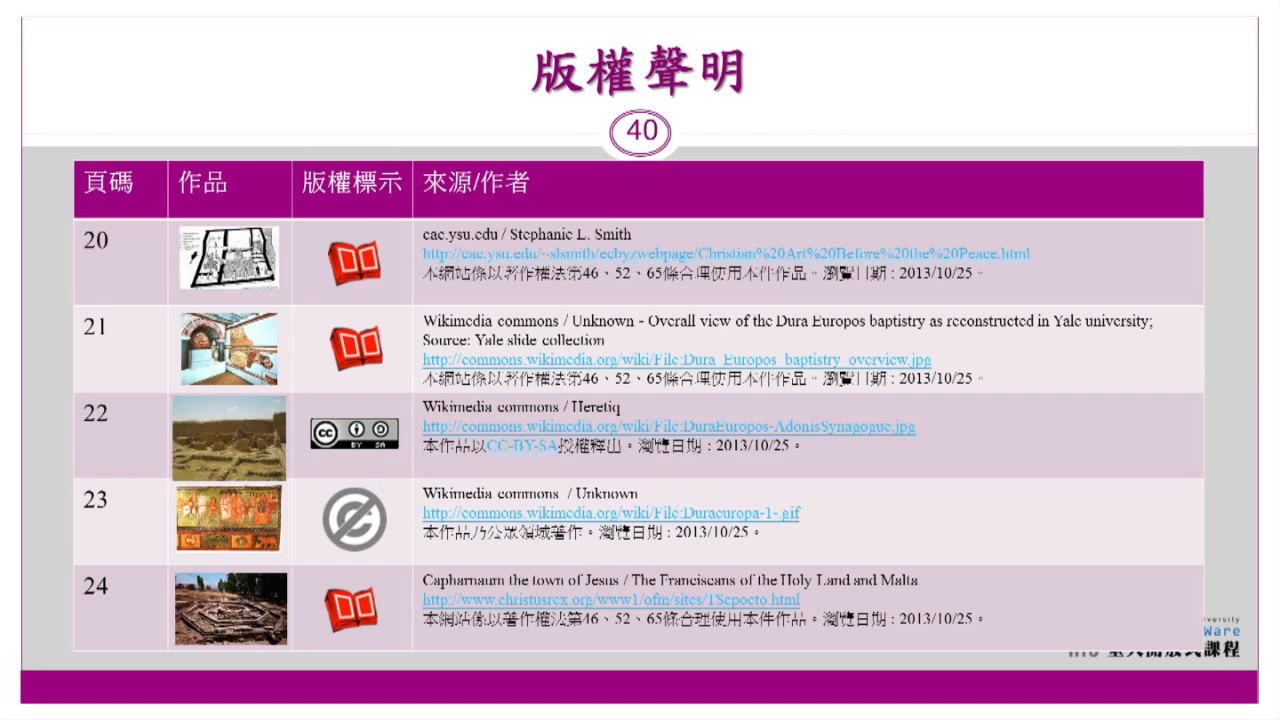 版權聲明
40
頁碼 作品 版權標示 來源/作者
20
cac.ysu.edu / Stephanie L. Smith
http://cac.ysu.edu/~slsmith/ecbyzwebpage/Christian%20Art%20Before%20the%20Peace.html
本網站係以著作權法第46、52、65條合理使用本件作品。瀏覽日期 : 2013/10/25。
21
Wikimedia commons / Unknown - Overall view of the Dura Europos baptistry as reconstructed in Yale university;
Source: Yale slide collection
http://commons.wikimedia.org/wiki/File:Dura_Europos_baptistry_overview.jpg
本網站係以著作權法第46、52、65條合理使用本件作品。瀏覽日期 : 2013/10/25。
22
Wikimedia commons / Heretiq
http://commons.wikimedia.org/wiki/File:DuraEuropos-AdonisSynagogue.jpg
cc BY SA
本作品以CC-BY-SA授權釋出。瀏覽日期 : 2013/10/25。
23
Wikimedia commons / Unknown
http://commons.wikimedia.org/wiki/File:Duraeuropa-1-.gif
本作品乃公眾領域著作。瀏覽日期 : 2013/10/25。
24
Capharnaum the town of Jesus / The Franciscans of the Holy Land and Malta
http://www.christusrex.org/www1/ofm/sites/TScpocto.html
本網站係以著作權法第46、52、65條合理使用本件作品。瀏覽日期 : 2013/10/25。
versity
Ware
課程